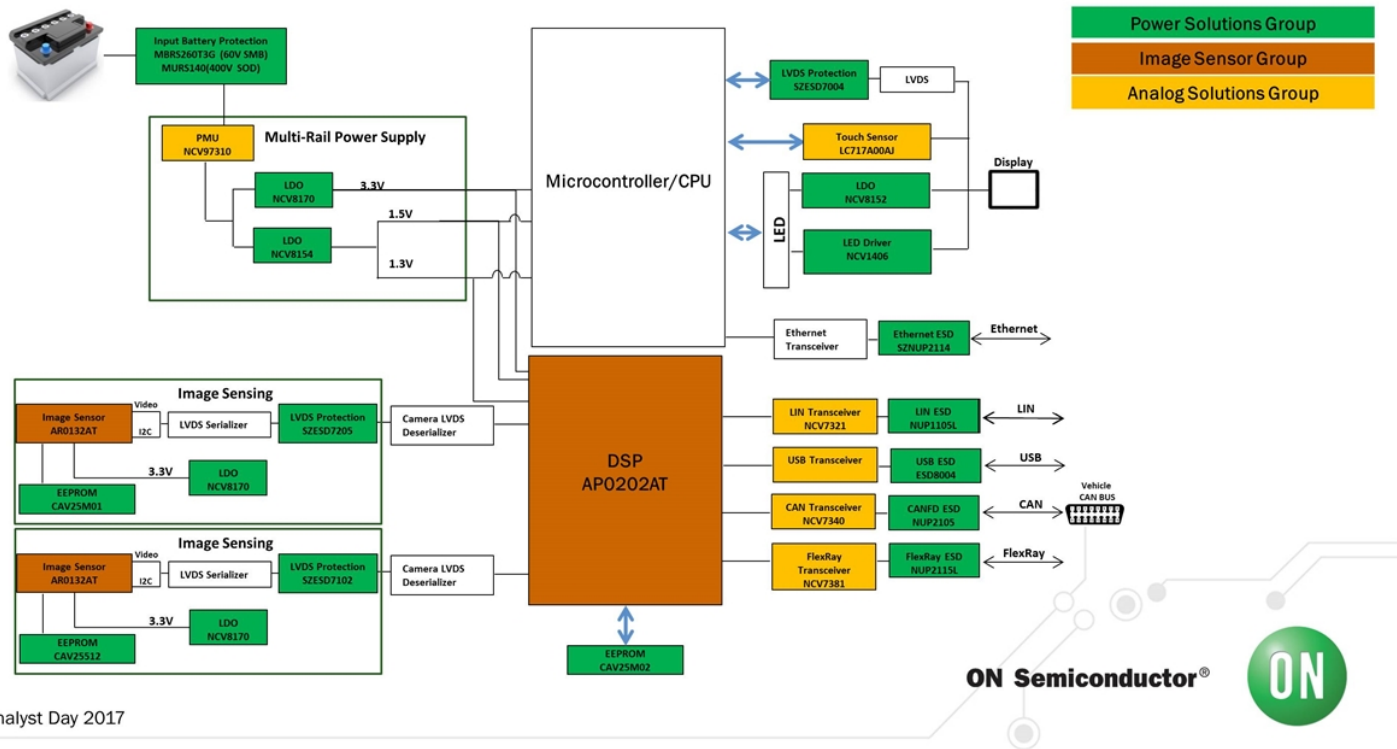 Input Battery Protection
MBRS260T3G (60V SMB)
MURS140(400V SOD)
Power Solutions Group
Image Sensor Group
Analog Solutions Group
Multi-Rail Power Supply
PMU
NCV97310
LDO
NCV8170
3.3V
LDO
NCV8154
1.5V
1.3V
Microcontroller/CPU
LVDS Protection
SZESD7004
LVDS
Touch Sensor
LC717A00AJ
LED
LDO
NCV8152
LED Driver
NCV1406
Display
Ethernet
Transceiver
Ethernet ESD
SZNUP2114
Ethernet
Image Sensing
Image Sensor
AR0132AT
Video
I2C
LVDS Serializer
LVDS Protection
SZESD7205
Camera LVDS
Deserializer
3.3V
LDO
NCV8170
EEPROM
CAV25M01
Image Sensing
Image Sensor
AR0132AT
Video
I2C
LVDS Serializer
LVDS Protection
SZESD7102
Camera LVDS
Deserializer
3.3V
LDO
NCV8170
EEPROM
CAV25512
DSP
AP0202AT
EEPROM
CAV25M02
LIN Transceiver
NCV7321
LIN ESD
NUP1105L
LIN
USB Transceiver
USB ESD
ESD8004
USB
CAN Transceiver
NCV7340
CANFD ESD
NUP2105
CAN
Vehicle
CAN BUS
FlexRay
Transceiver
NCV7381
FlexRay ESD
NUP2115L
FlexRay
ON Semiconductor®
ON
nalyst Day 2017